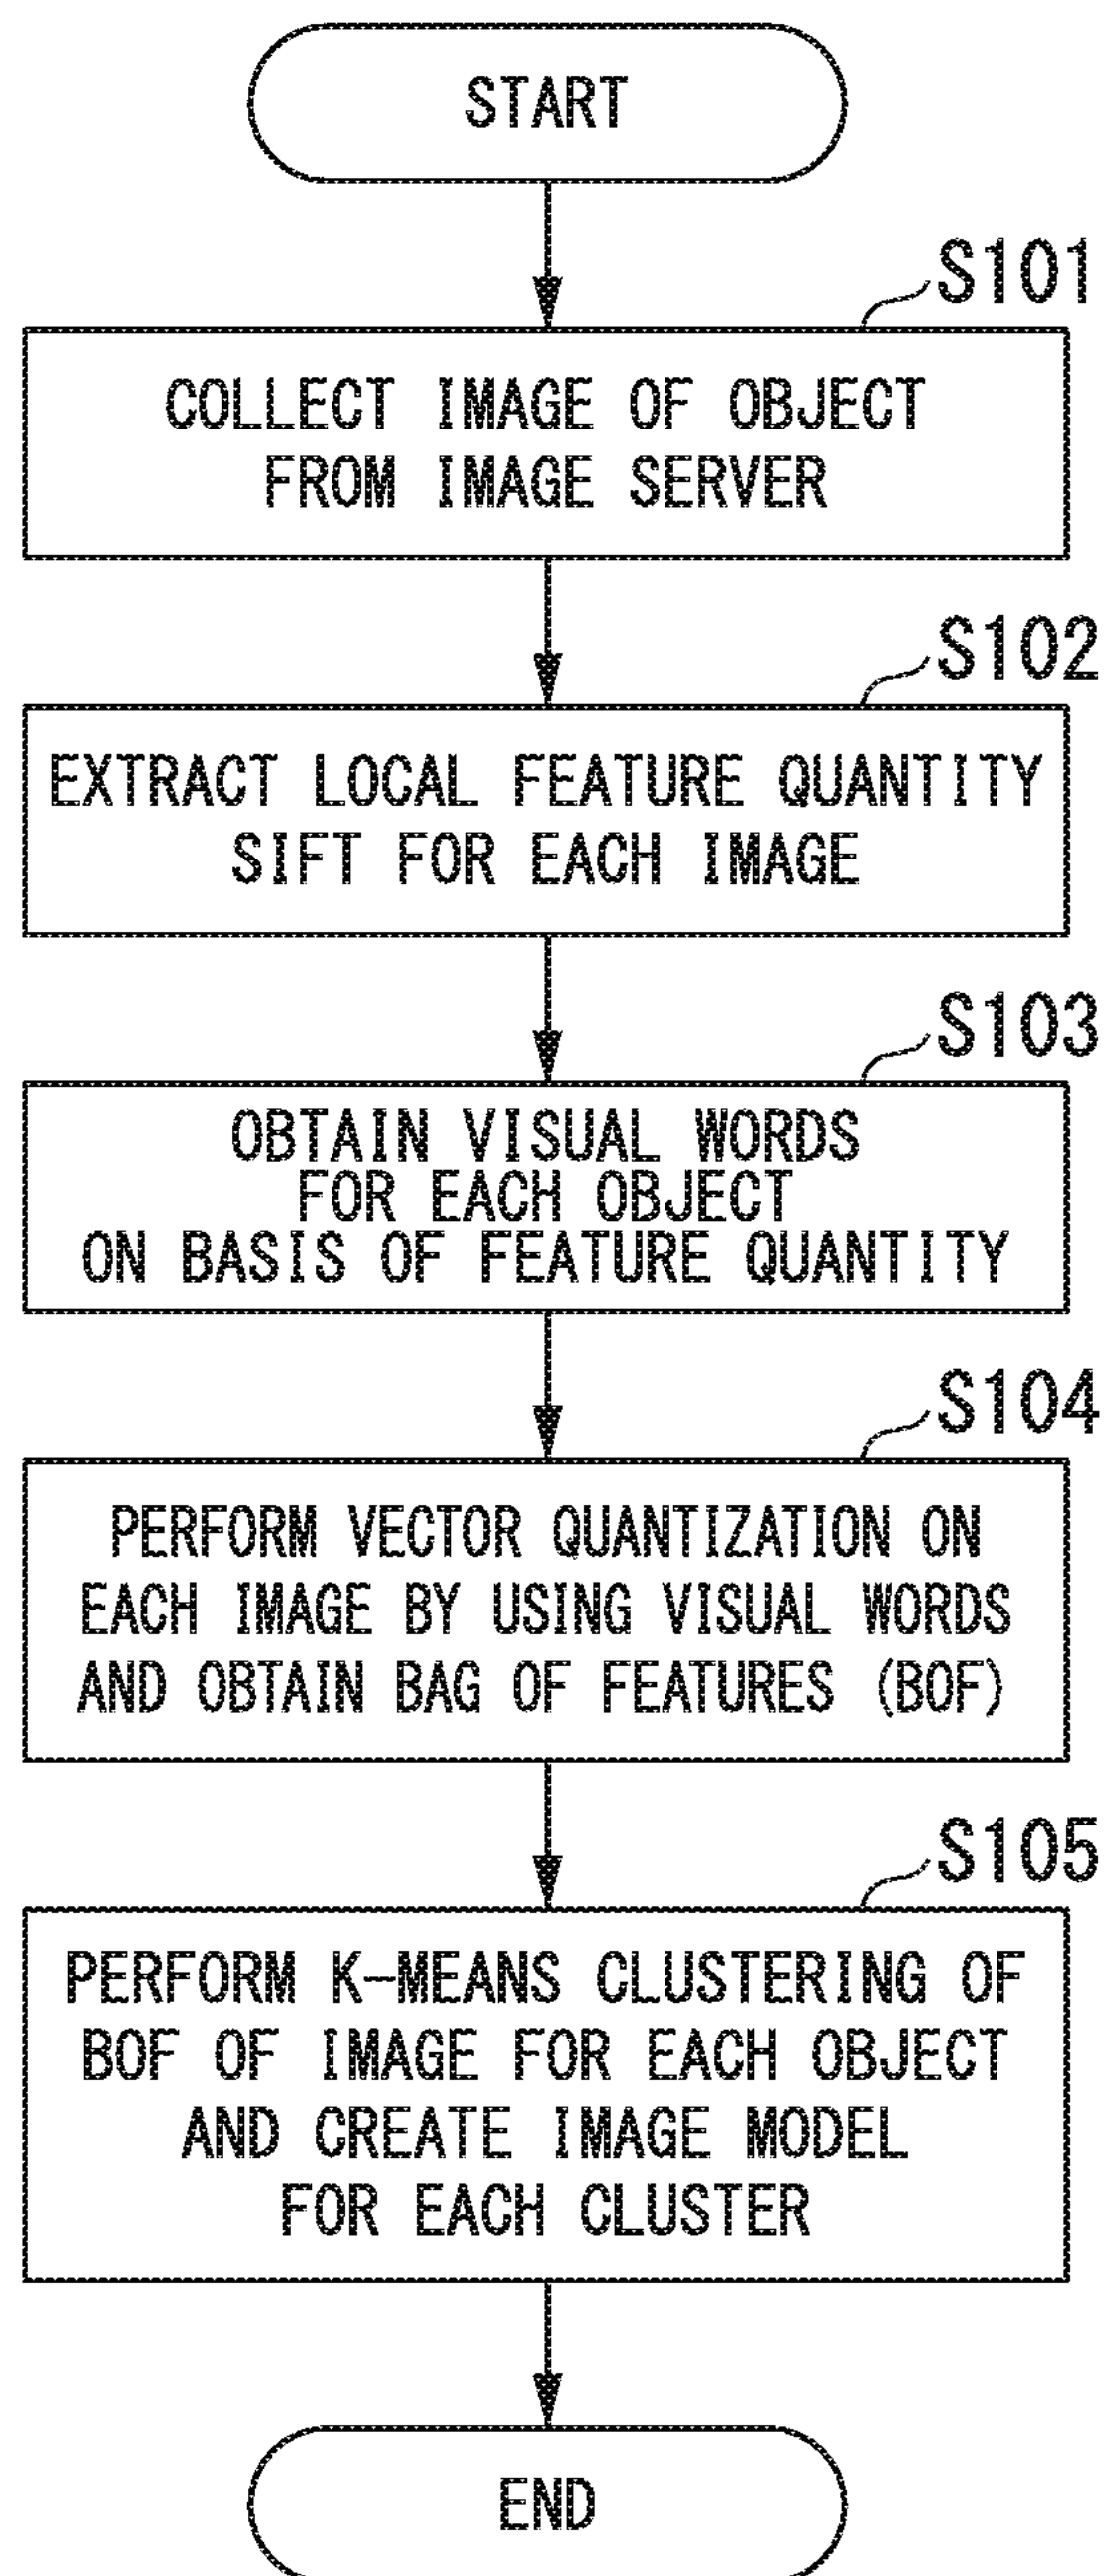 START
S101
COLLECT IMAGE OF OBJECT
FROM IMAGE SERVER
S102
EXTRACT LOCAL FEATURE QUANTITY
SIFT FOR EACH IMAGE
S103
OBTAIN VISUAL WORDS
FOR EACH OBJECT
ON BASIS OF FEATURE QUANTITY
S104
PERFORM VECTOR QUANTIZATION ON
EACH IMAGE BY USING VISUAL WORDS
AND OBTAIN BAG OF FEATURES (BOF)
S105
PERFORM K-MEANS CLUSTERING OF
BOF OF IMAGE FOR EACH OBJECT
AND CREATE IMAGE MODEL
FOR EACH CLUSTER
END